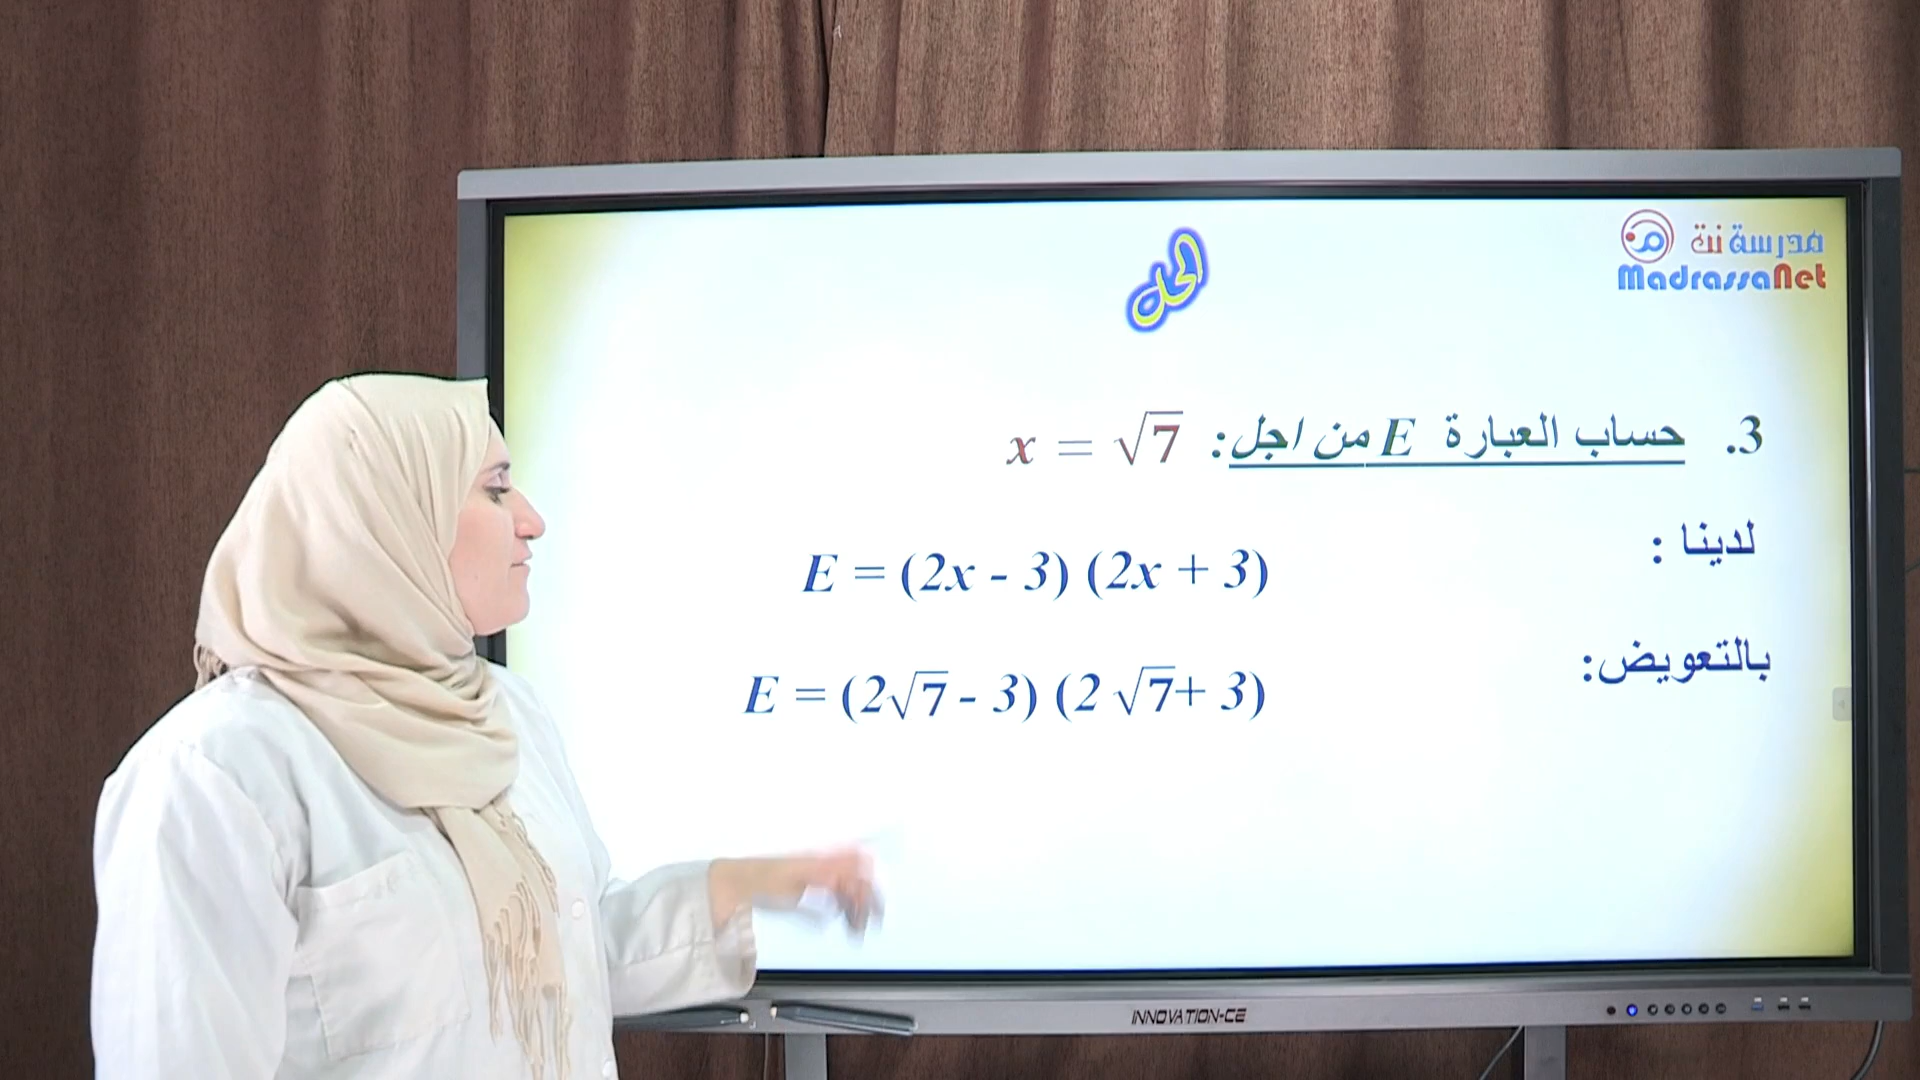 مدرسة نت
MadrassaNet
الحل
3. حساب العبارة E من اجل: x = √7
لدينا :
E = (2x - 3) (2x + 3)
بالتعويض:
E = (2√7 - 3) (2 √7+ 3)
INNOVATION-CE